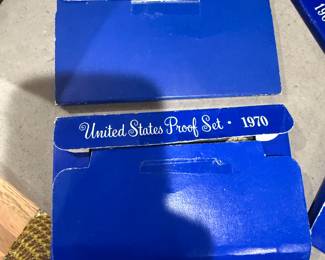 United States Proof Set • 1970